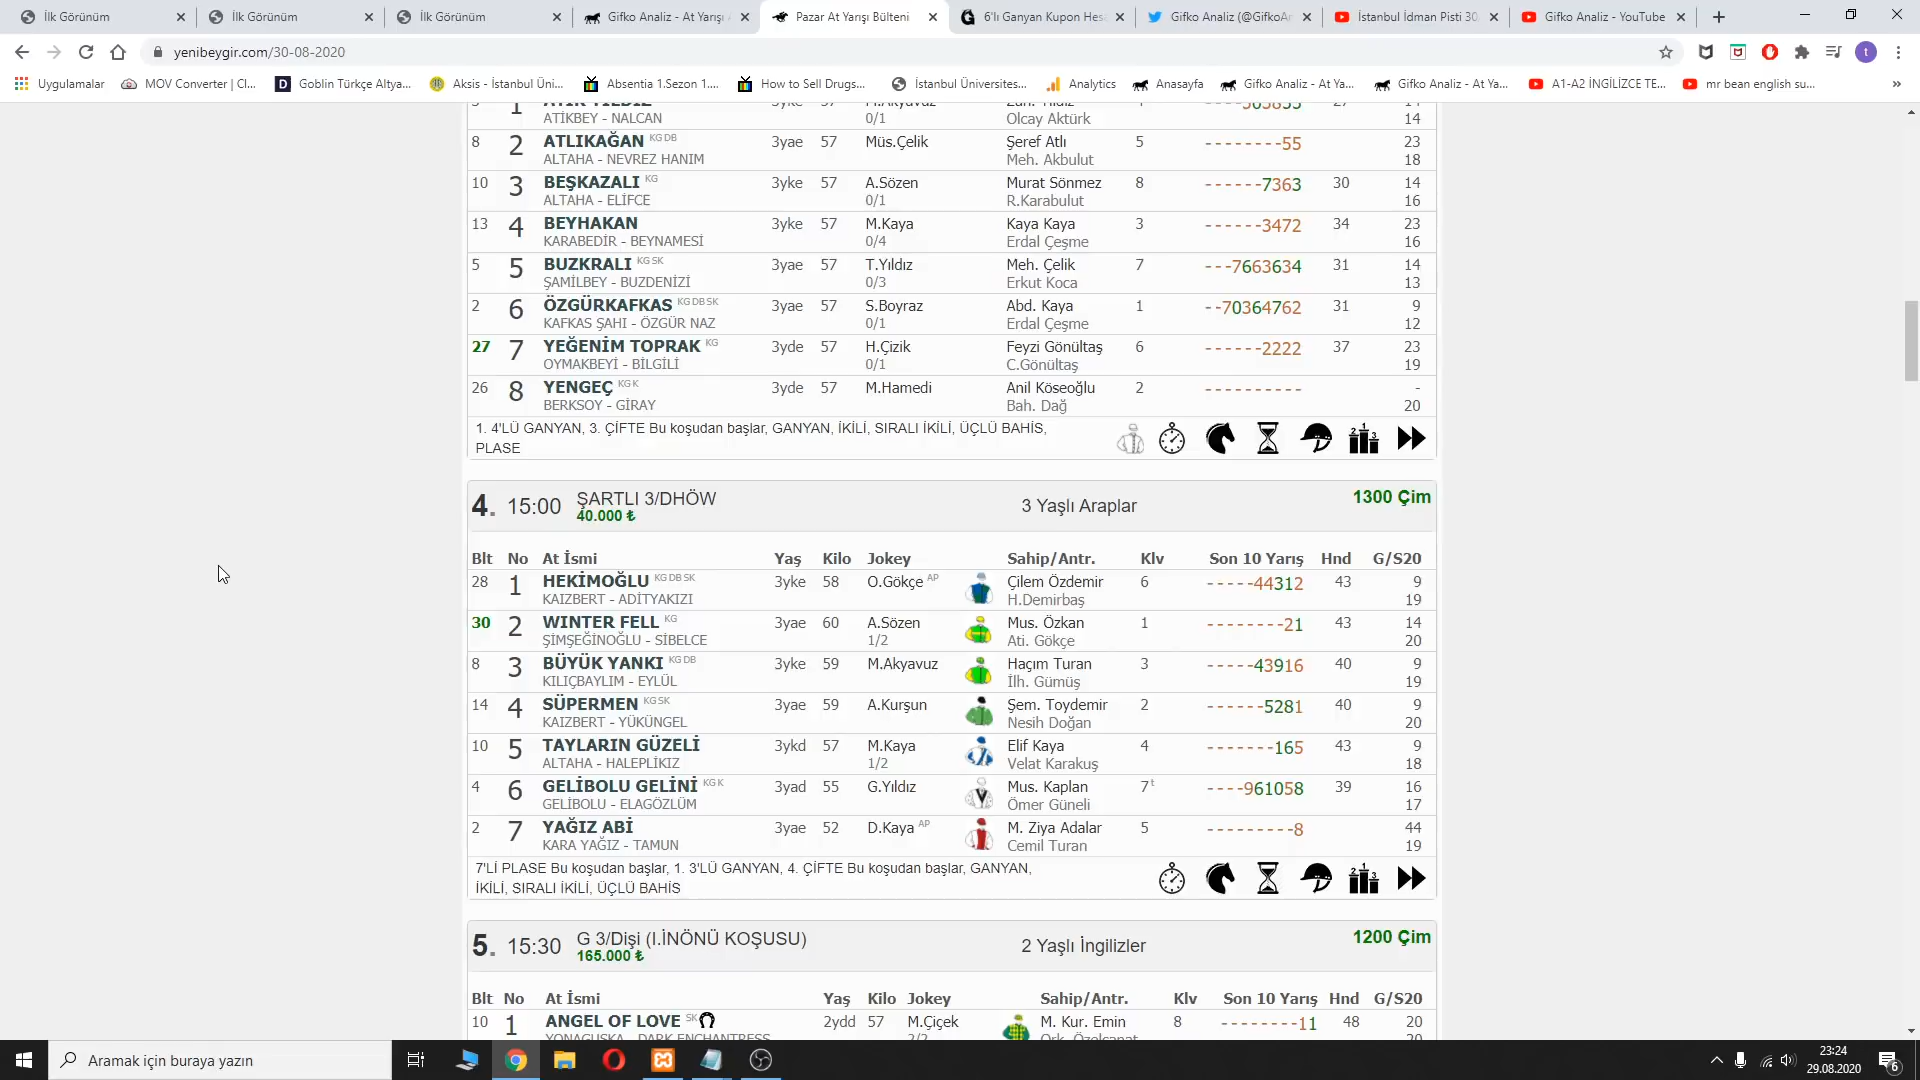 İlk Görünüm
İlk Görünüm
İlk Görünüm
Gifko Analiz - At Yarışı
Pazar At Yarışı Bülteni
6'lı Ganyan Kupon Hesa
Gifko Analiz (@GifkoAn
İstanbul İdman Pisti 30
Gifko Analiz - YouTube
yenibeygir.com/30-08-2020
Uygulamalar
MOV Converter | Cl...
Goblin Türkçe Altya...
Aksis - İstanbul Üni...
Absentia 1.Sezon 1....
How to Sell Drugs...
İstanbul Üniversites...
Analytics
Anasayfa
Gifko Analiz - At Ya...
Gifko Analiz - At Ya...
A1-A2 İNGİLİZCE TE...
mr bean english su...
»
ATİKBEY - NALCAN 0/1 Olcay Aktürk 14
8 2 ATLIKAĞAN KG DB 3yae 57 Müs.Çelik Şeref Atlı 5 --------55 23
ALTAHA - NEVREZ HANIM Meh. Akbulut 18
10 3 BEŞKAZALI KG 3yke 57 A.Sözen Murat Sönmez 8 ------7363 30 14
ALTAHA - ELİFCE 0/1 R.Karabulut 16
13 4 BEYHAKAN 3yke 57 M.Kaya Kaya Kaya 3 ------3472 34 23
KARABEDİR - BEYNAMESİ 0/4 Erdal Çeşme 16
5 5 BUZKRALI KG SK 3yae 57 T.Yıldız Meh. Çelik 7 ---7663634 31 14
ŞAMİLBEY - BUZDENİZİ 0/3 Erkut Koca 13
2 6 ÖZGÜRKAFKAS KG DB SK 3yae 57 S.Boyraz Abd. Kaya 1 --70364762 31 9
KAFKAS ŞAHI - ÖZGÜR NAZ 0/1 Erdal Çeşme 12
27 7 YEĞENİM TOPRAK KG 3yde 57 H.Çizik Feyzi Gönültaş 6 ------2222 37 23
OYMAKBEYİ - BİLGİLİ 0/1 C.Gönültaş 19
26 8 YENGEÇ KG K 3yde 57 M.Hamedi Anil Köseoğlu 2 ---------- -
BERKSOY - GİRAY Bah. Dağ 20
1. 4'LÜ GANYAN, 3. ÇİFTE Bu koşudan başlar, GANYAN, İKİLİ, SIRALI İKİLİ, ÜÇLÜ BAHİS,
PLASE
4. 15:00 ŞARTLI 3/DHÖW 3 Yaşlı Araplar 1300 Çim
40.000 ₺
Blt No At İsmi Yaş Kilo Jokey Sahip/Antr. Klv Son 10 Yarış Hnd G/S20
28 1 HEKİMOĞLU KG DB SK 3yke 58 O.Gökçe AP Çilem Özdemir 6 -----44312 43 9
KAIZBERT - ADİTYAKIZI H.Demirbaş 19
30 2 WINTER FELL KG 3yae 60 A.Sözen Mus. Özkan 1 --------21 43 14
ŞİMŞEĞİNOĞLU - SİBELCE 1/2 Ati. Gökçe 20
8 3 BÜYÜK YANKI KG DB 3yke 59 M.Akyavuz Haçım Turan 3 -----43916 40 9
KILIÇBAYLIM - EYLÜL İlh. Gümüş 19
14 4 SÜPERMEN KG SK 3yae 59 A.Kurşun Şem. Toydemir 2 ------5281 40 9
KAIZBERT - YÜKÜNGEL Nesih Doğan 20
10 5 TAYLARIN GÜZELİ 3ykd 57 M.Kaya Elif Kaya 4 -------165 43 9
ALTAHA - HALEPLİKIZ 1/2 Velat Karakuş 18
4 6 GELİBOLU GELİNİ KG K 3yad 55 G.Yıldız Mus. Kaplan 7 t ----961058 39 16
GELİBOLU - ELAGÖZLÜM Ömer Güneli 17
2 7 YAĞIZ ABİ 3yae 52 D.Kaya AP M. Ziya Adalar 5 ---------8 44
KARA YAĞIZ - TAMUN Cemil Turan 19
7'Lİ PLASE Bu koşudan başlar, 1. 3'LÜ GANYAN, 4. ÇİFTE Bu koşudan başlar, GANYAN,
İKİLİ, SIRALI İKİLİ, ÜÇLÜ BAHİS
5. 15:30 G 3/Dişi (I.İNÖNÜ KOŞUSU) 2 Yaşlı İngilizler 1200 Çim
165.000 ₺
Blt No At İsmi Yaş Kilo Jokey Sahip/Antr. Klv Son 10 Yarış Hnd G/S20
10 1 ANGEL OF LOVE SK 2ydd 57 M.Çiçek M. Kur. Emin 8 --------11 48 20
Aramak için buraya yazın
23:24
29.08.2020
6